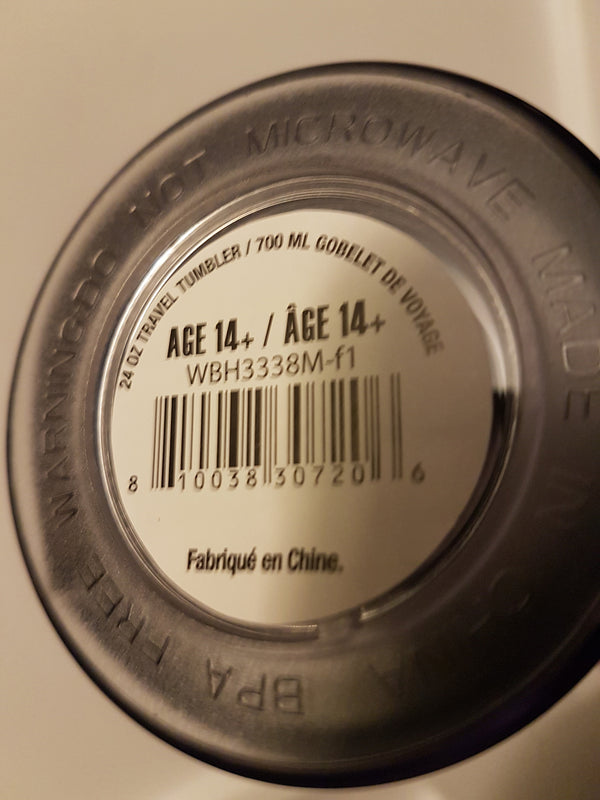 WARNING:DO NOT MICROWAVE MADE IN CHINA BPA FREE
24 OZ TRAVEL TUMBLER / 700 ML GOBELET DE VOYAGE
AGE 14+ / ÂGE 14+
WBH3338M-f1
8 10038 30720 6
Fabriqué en Chine.